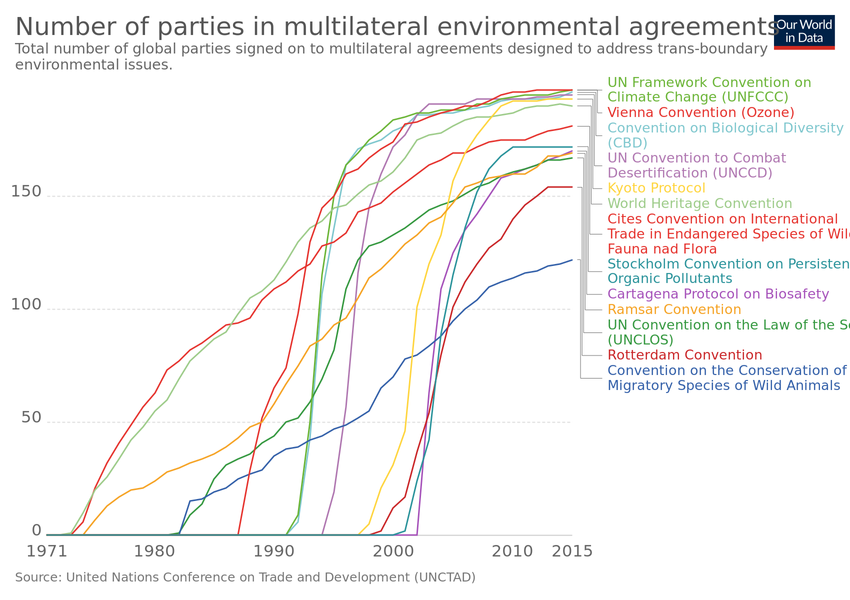 Number of parties in multilateral environmental agreements
Our World
in Data
Total number of global parties signed on to multilateral agreements designed to address trans-boundary
environmental issues.
UN Framework Convention on
Climate Change (UNFCCC)
Vienna Convention (Ozone)
Convention on Biological Diversity
(CBD)
UN Convention to Combat
Desertification (UNCCD)
Kyoto Protocol
World Heritage Convention
Cites Convention on International
Trade in Endangered Species of Wil
Fauna nad Flora
Stockholm Convention on Persisten
Organic Pollutants
Cartagena Protocol on Biosafety
Ramsar Convention
UN Convention on the Law of the S
(UNCLOS)
Rotterdam Convention
Convention on the Conservation of
Migratory Species of Wild Animals
150
100
50
0
1971 1980 1990 2000 2010 2015
Source: United Nations Conference on Trade and Development (UNCTAD)